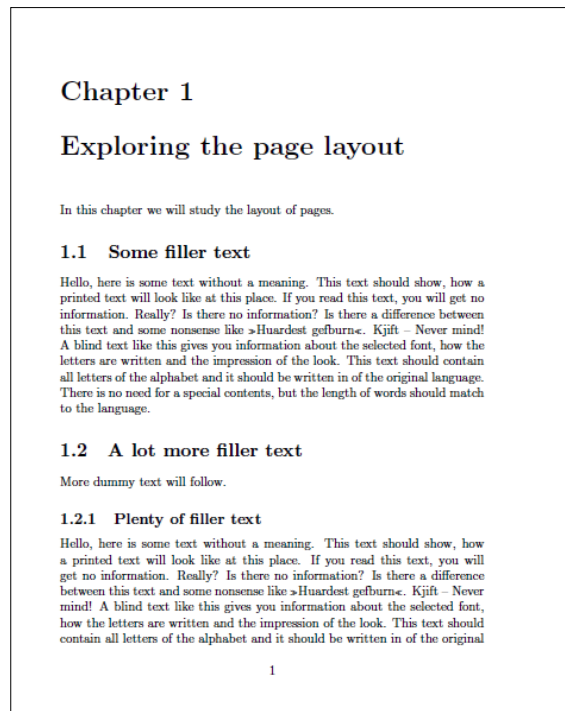 Chapter 1
Exploring the page layout
In this chapter we will study the layout of pages.
1.1 Some filler text
Hello, here is some text without a meaning. This text should show, how a
printed text will look like at this place. If you read this text, you will get no
information. Really? Is there no information? Is there a difference between
this text and some nonsense like »Huardest gefburn«. Kjift – Never mind!
A blind text like this gives you information about the selected font, how the
letters are written and the impression of the look. This text should contain
all letters of the alphabet and it should be written in of the original language.
There is no need for a special contents, but the length of words should match
to the language.
1.2 A lot more filler text
More dummy text will follow.
1.2.1 Plenty of filler text
Hello, here is some text without a meaning. This text should show, how
a printed text will look like at this place. If you read this text, you will
get no information. Really? Is there no information? Is there a difference
between this text and some nonsense like »Huardest gefburn«. Kjift – Never
mind! A blind text like this gives you information about the selected font,
how the letters are written and the impression of the look. This text should
contain all letters of the alphabet and it should be written in of the original
1